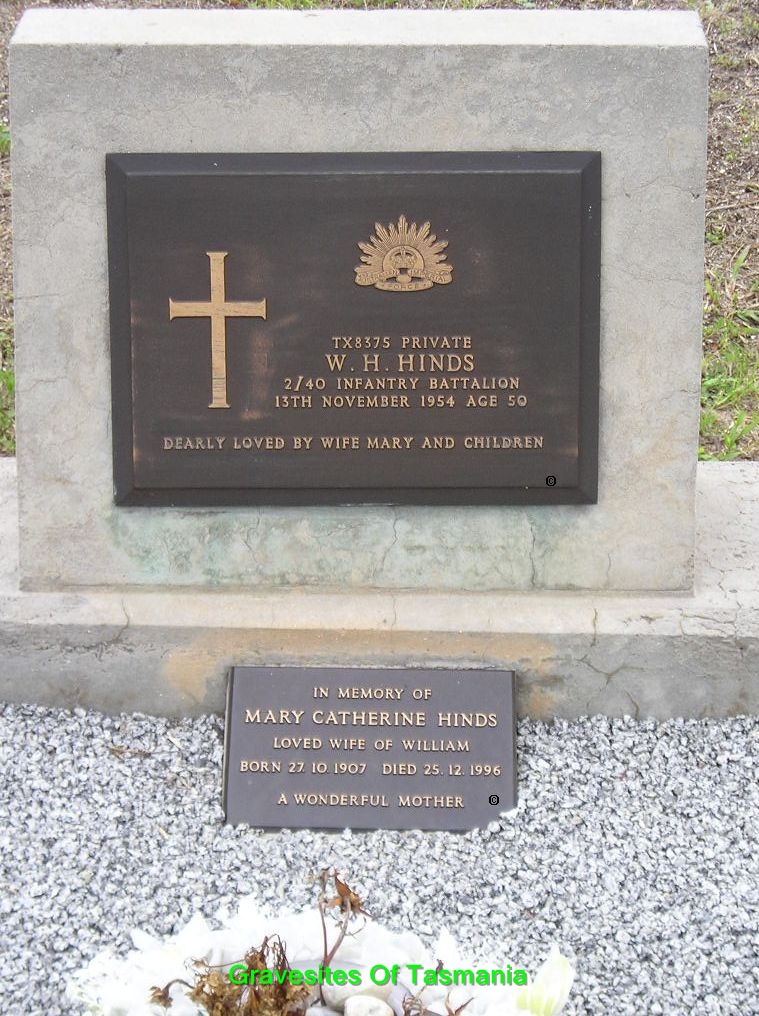 TX8375 PRIVATE
W. H. HINDS
2/40 INFANTRY BATTALION
13TH NOVEMBER 1954 AGE 50
DEARLY LOVED BY WIFE MARY AND CHILDREN
©
IN MEMORY OF
MARY CATHERINE HINDS
LOVED WIFE OF WILLIAM
BORN 27.10.1907 DIED 25.12.1996
A WONDERFUL MOTHER
©
Gravesites Of Tasmania